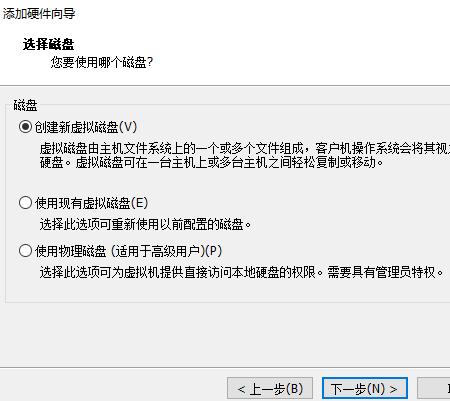 添加硬件向导
选择磁盘
您要使用哪个磁盘?
磁盘
创建新虚拟磁盘(V)
虚拟磁盘由主机文件系统上的一个或多个文件组成，客户机操作系统会将其视
硬盘。虚拟磁盘可在一台主机上或多台主机之间轻松复制或移动。
使用现有虚拟磁盘(E)
选择此选项可重新使用以前配置的磁盘。
使用物理磁盘 (适用于高级用户)(P)
选择此选项可为虚拟机提供直接访问本地硬盘的权限。需要具有管理员特权。
< 上一步(B)
下一步(N) >